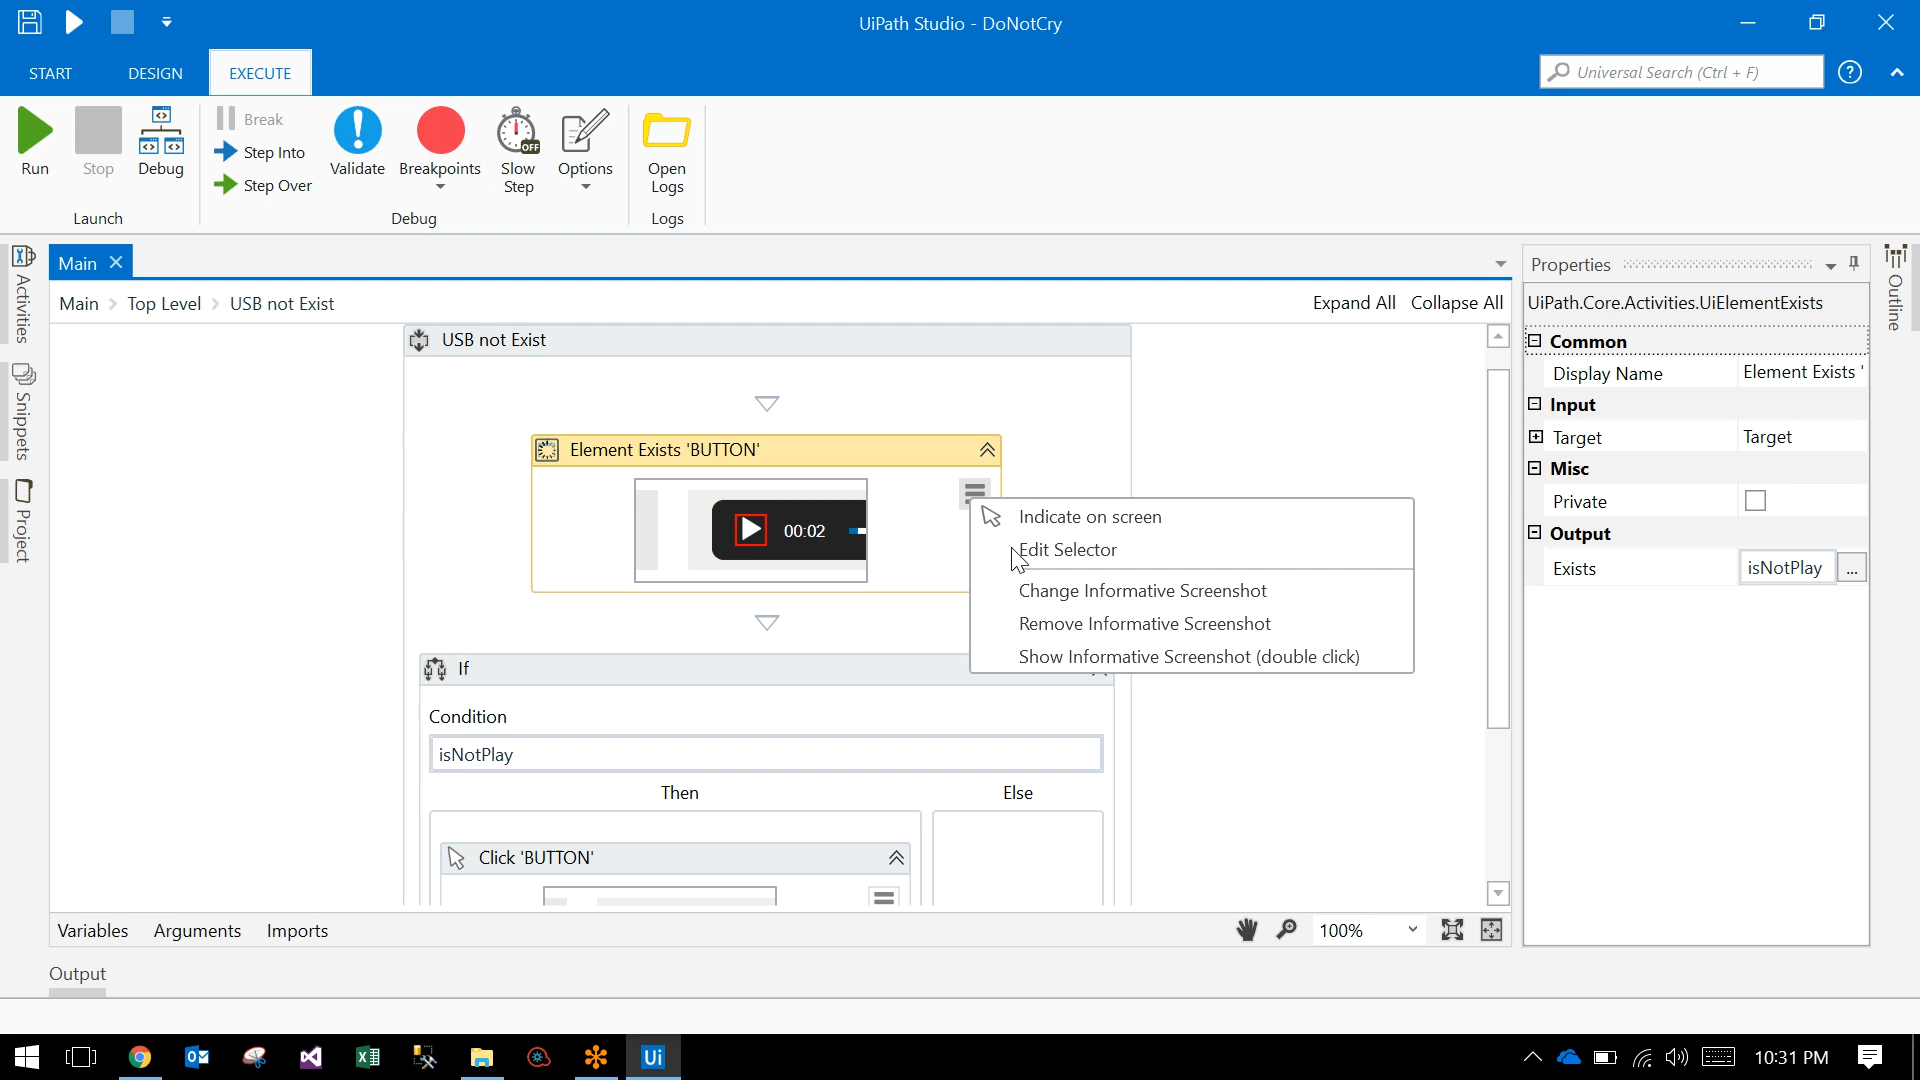 UiPath Studio - DoNotCry
START DESIGN EXECUTE
Universal Search (Ctrl + F)
Run
Stop
Debug
Break
Step Into
Step Over
Validate
Breakpoints
OFF
Slow
Step
Options
Open
Logs
Launch
Debug
Logs
Activities
Snippets
Project
Main
Main Top Level USB not Exist
Expand All Collapse All
USB not Exist
Element Exists 'BUTTON'
00:02
Indicate on screen
Edit Selector
Change Informative Screenshot
Remove Informative Screenshot
Show Informative Screenshot (double click)
If
Condition
isNotPlay
Then Else
Click 'BUTTON'
Variables Arguments Imports
100%
Output
Properties
UiPath.Core.Activities.UiElementExists
Common
Display Name Element Exists '
Input
Target Target
Misc
Private
Output
Exists isNotPlay ...
Outline
Ui
10:31 PM